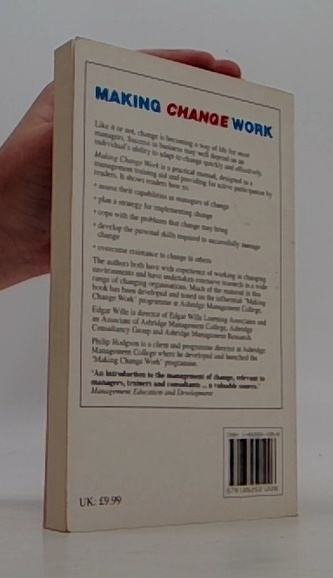 MAKING CHANGE WORK
Like it or not, change is becoming a way of life for most
managers. Success in business may well depend on an
individual's ability to adapt to change quickly and effectively.
Making Change Work is a practical manual, designed as a
management training aid and providing for active participation by
readers. It shows readers how to:
• assess their capabilities as managers of change
• plan a strategy for implementing change
• cope with the problems that change may bring
• develop the personal skills required to successfully manage
change
• overcome resistance to change in others
The authors both have wide experience of working in changing
environments and have undertaken extensive research in a wide
range of changing organisations. Much of the material in this
book has been developed and tested on the influential 'Making
Change Work' programme at Ashridge Management College.
Edgar Wille is director of Edgar Wille Learning Associates and
an Associate of Ashridge Management College, Ashridge
Consultancy Group and Ashridge Management Research.
Philip Hodgson is a client and programme director at Ashridge
Management College where he developed and launched the
'Making Change Work' programme.
'An introduction to the management of change, relevant to
managers, trainers and consultants ... a valuable source.'
Management Education and Development
UK: £9.99